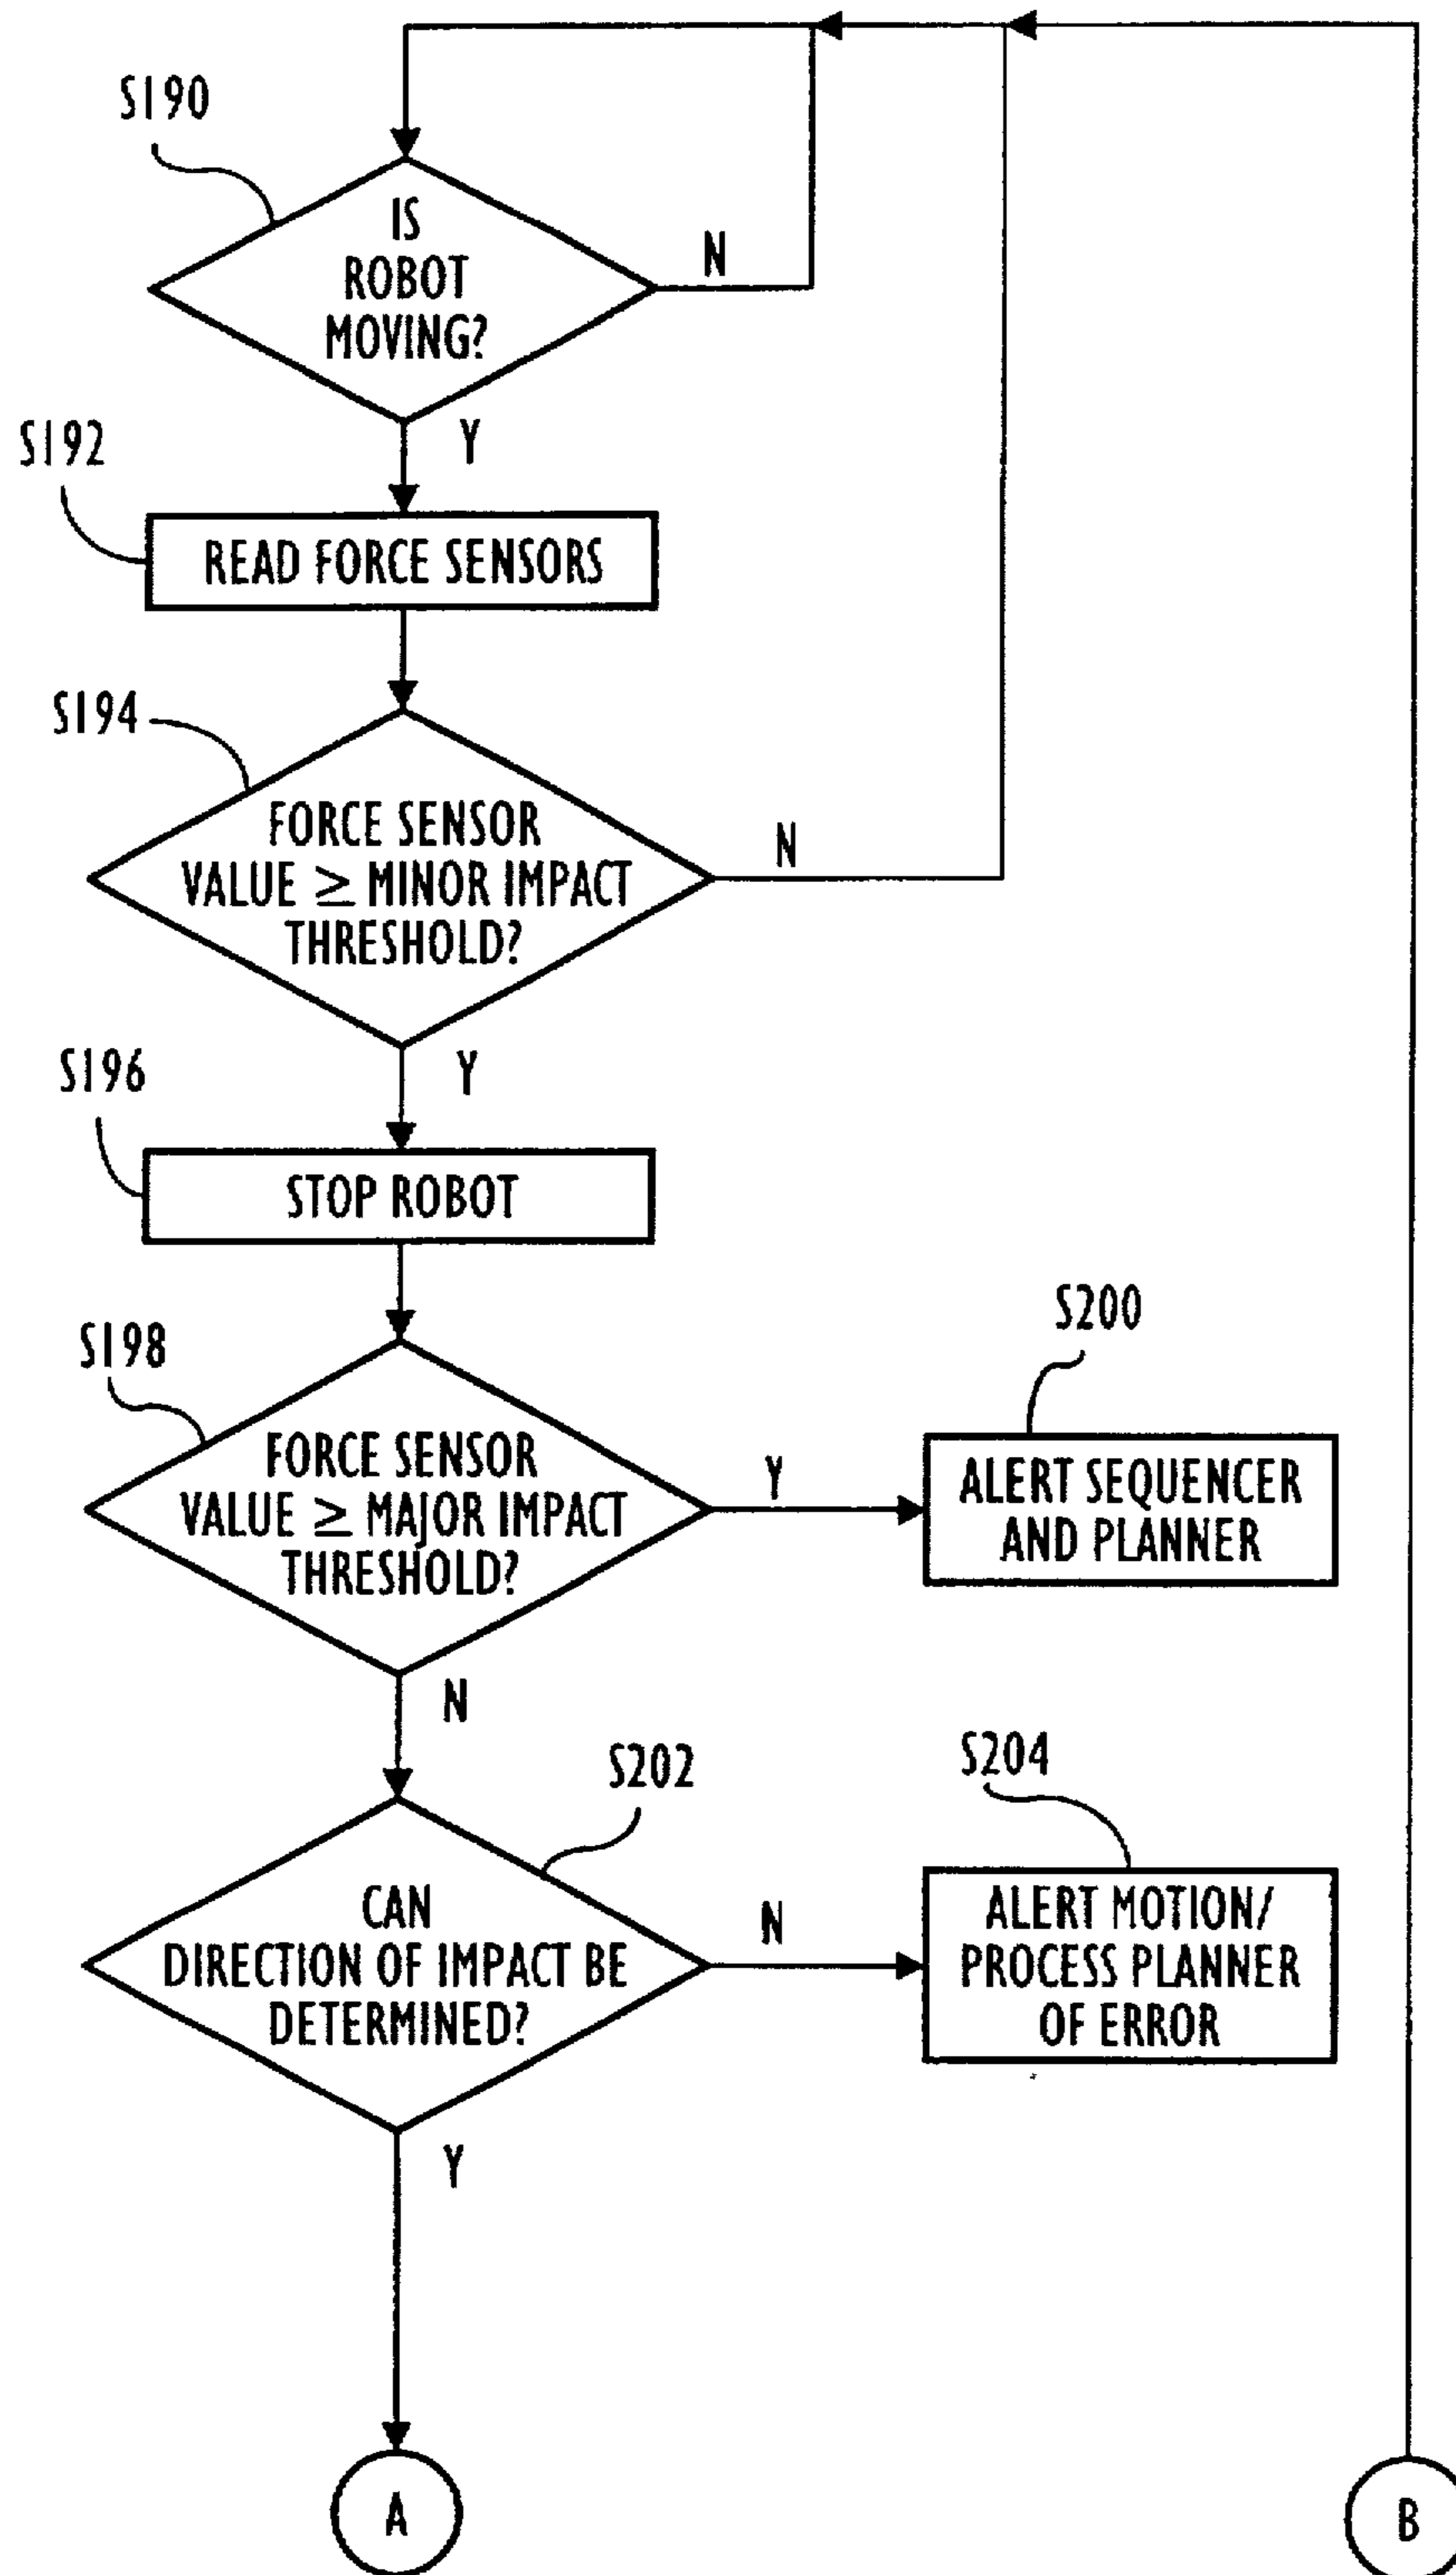 S190
IS
ROBOT
MOVING?
N
Y
S192
READ FORCE SENSORS
S194
FORCE SENSOR
VALUE ≥ MINOR IMPACT
THRESHOLD?
N
Y
S196
STOP ROBOT
S198
FORCE SENSOR
VALUE ≥ MAJOR IMPACT
THRESHOLD?
Y
S200
ALERT SEQUENCER
AND PLANNER
N
S202
CAN
DIRECTION OF IMPACT BE
DETERMINED?
N
S204
ALERT MOTION/
PROCESS PLANNER
OF ERROR
Y
A
B